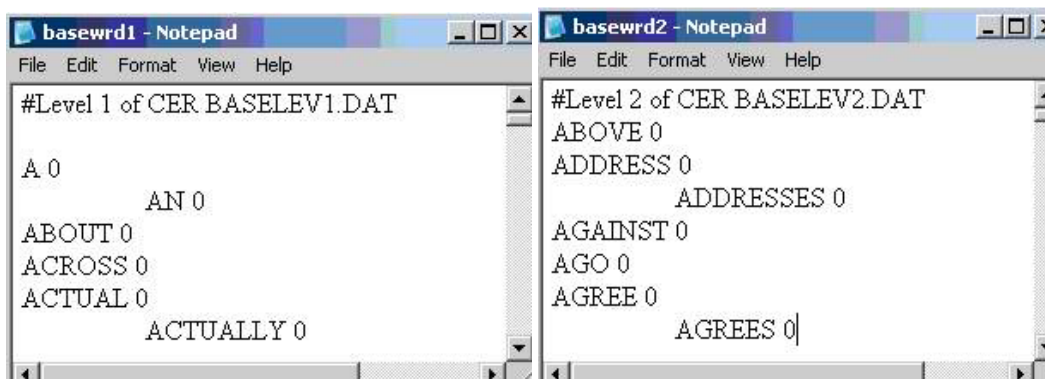 basewrd1 - Notepad
File Edit Format View Help
#Level 1 of CER BASELEV1.DAT
A 0
AN 0
ABOUT 0
ACROSS 0
ACTUAL 0
ACTUALLY 0
basewrd2 - Notepad
File Edit Format View Help
#Level 2 of CER BASELEV2.DAT
ABOVE 0
ADDRESS 0
ADDRESSES 0
AGAINST 0
AGO 0
AGREE 0
AGREES 0